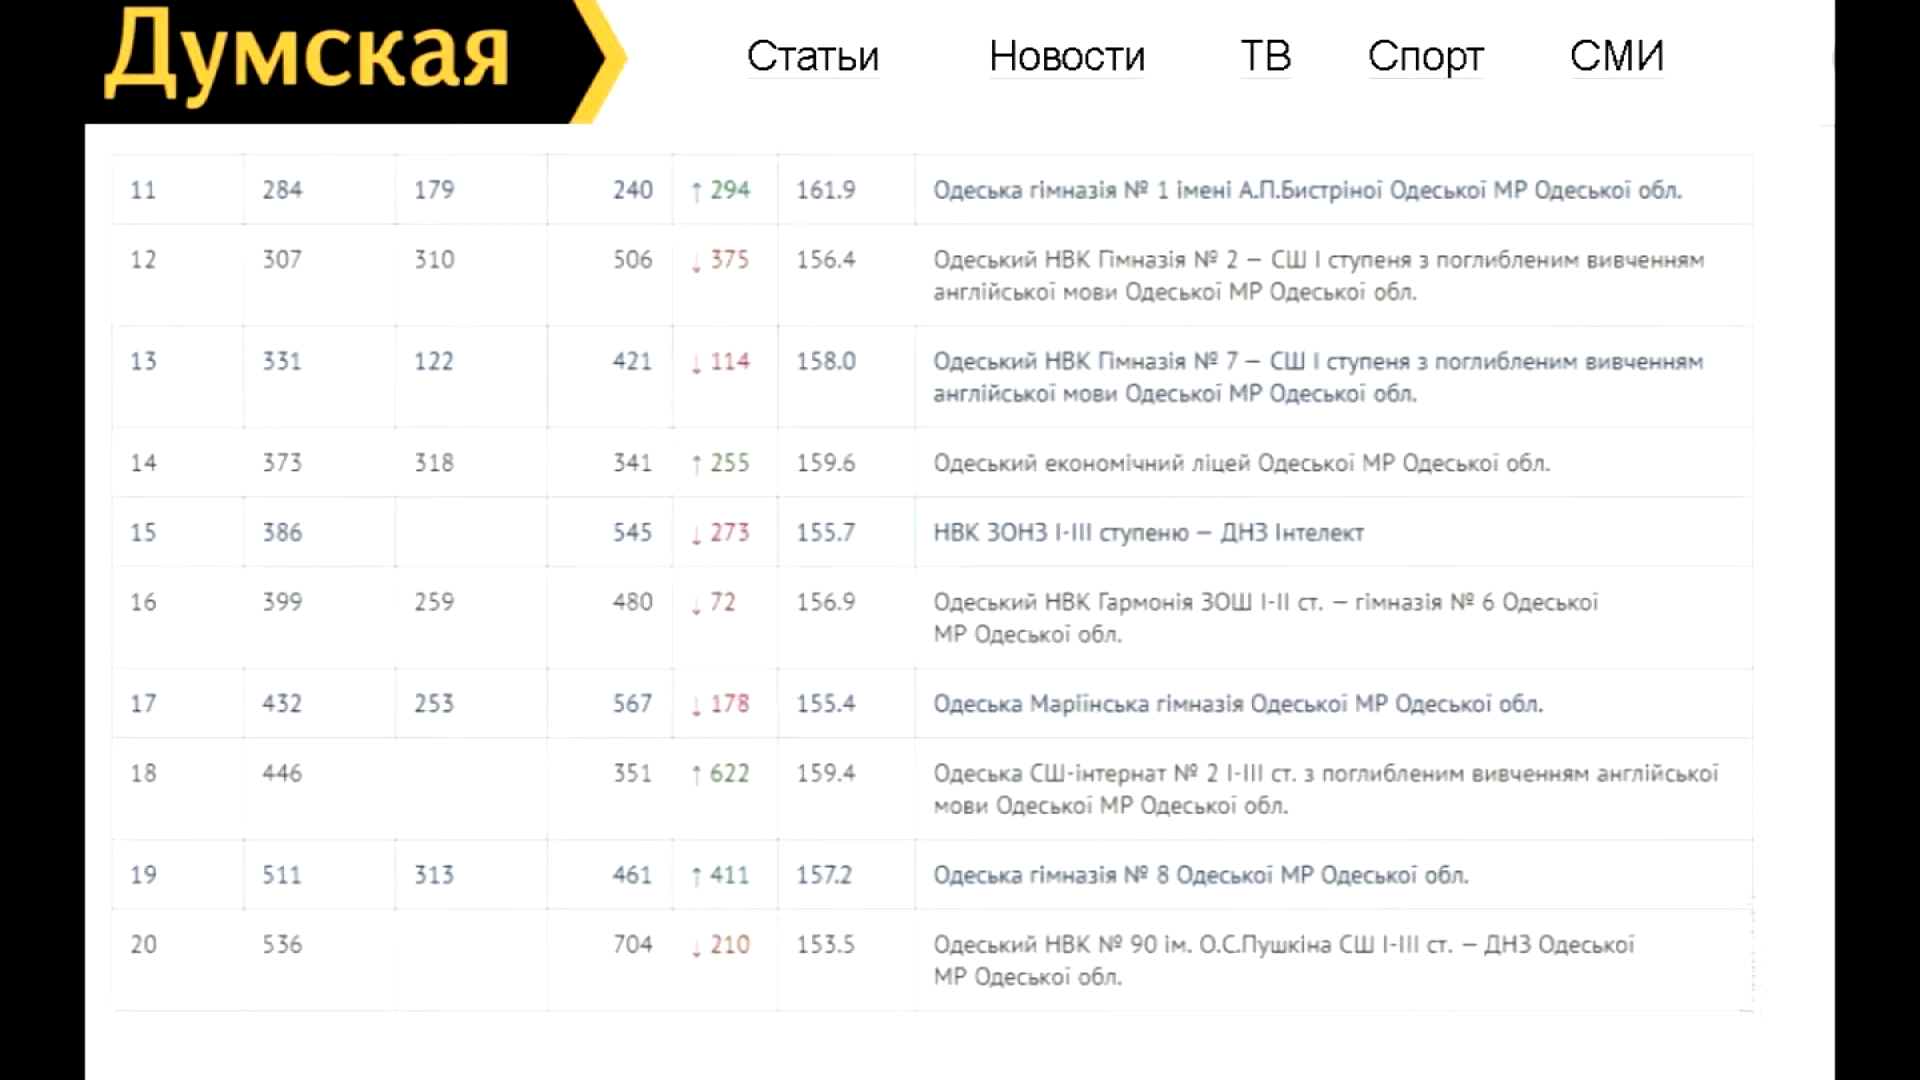 Думская
Статьи Новости ТВ Спорт СМИ
11 284 179 240 ↑ 294 161.9 Одеська гімназія № 1 імені А.П.Бистріної Одеської МР Одеської обл.
12 307 310 506 ↓ 375 156.4 Одеський НВК Гімназія № 2 – СШ І ступеня з поглибленим вивченням
англійської мови Одеської МР Одеської обл.
13 331 122 421 ↓ 114 158.0 Одеський НВК Гімназія № 7 – СШ І ступеня з поглибленим вивченням
англійської мови Одеської МР Одеської обл.
14 373 318 341 ↑ 255 159.6 Одеський економічний ліцей Одеської МР Одеської обл.
15 386 545 ↓ 273 155.7 НВК ЗОНЗ І-ІІІ ступеню – ДНЗ Інтелект
16 399 259 480 ↓ 72 156.9 Одеський НВК Гармонія ЗОШ І-ІІ ст. – гімназія № 6 Одеської
МР Одеської обл.
17 432 253 567 ↓ 178 155.4 Одеська Маріїнська гімназія Одеської МР Одеської обл.
18 446 351 ↑ 622 159.4 Одеська СШ-інтернат № 2 І-ІІІ ст. з поглибленим вивченням англійської
мови Одеської МР Одеської обл.
19 511 313 461 ↑ 411 157.2 Одеська гімназія № 8 Одеської МР Одеської обл.
20 536 704 ↓ 210 153.5 Одеський НВК № 90 ім. О.С.Пушкіна СШ І-ІІІ ст. – ДНЗ Одеської
МР Одеської обл.